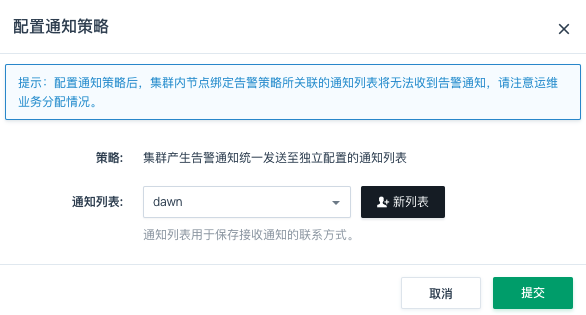 配置通知策略
提示：配置通知策略后，集群内节点绑定告警策略所关联的通知列表将无法收到告警通知，请注意运维
业务分配情况。
策略: 集群产生告警通知统一发送至独立配置的通知列表
通知列表: dawn 新列表
通知列表用于保存接收通知的联系方式。
取消 提交